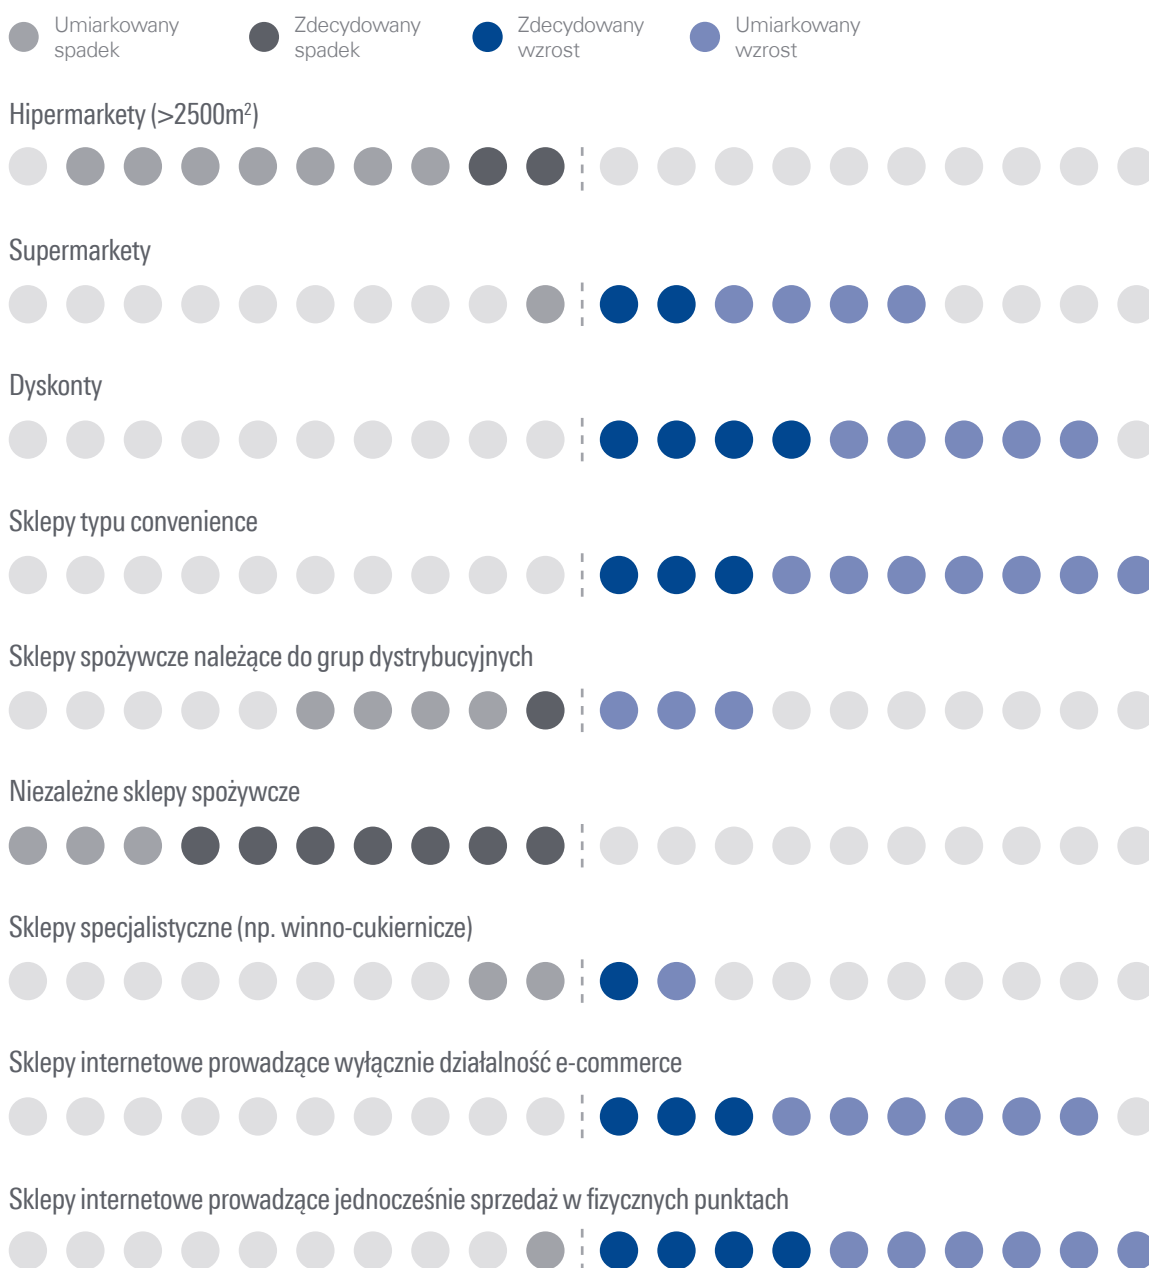 Umiarkowany
spadek
Zdecydowany
spadek
Zdecydowany
wzrost
Umiarkowany
wzrost
Hipermarkety (>2500m²)
Supermarkety
Dyskonty
Sklepy typu convenience
Sklepy spożywcze należące do grup dystrybucyjnych
Niezależne sklepy spożywcze
Sklepy specjalistyczne (np. winno-cukiernicze)
Sklepy internetowe prowadzące wyłącznie działalność e-commerce
Sklepy internetowe prowadzące jednocześnie sprzedaż w fizycznych punktach